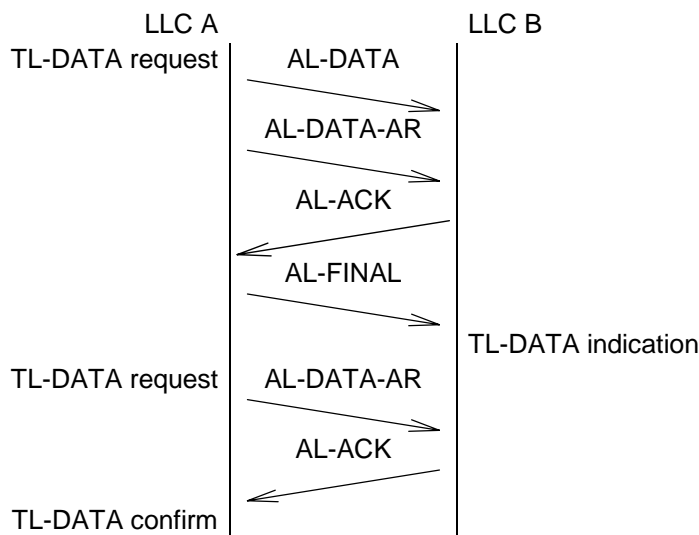 LLC A
LLC B
TL-DATA request
AL-DATA
AL-DATA-AR
AL-ACK
AL-FINAL
TL-DATA indication
TL-DATA request
AL-DATA-AR
AL-ACK
TL-DATA confirm